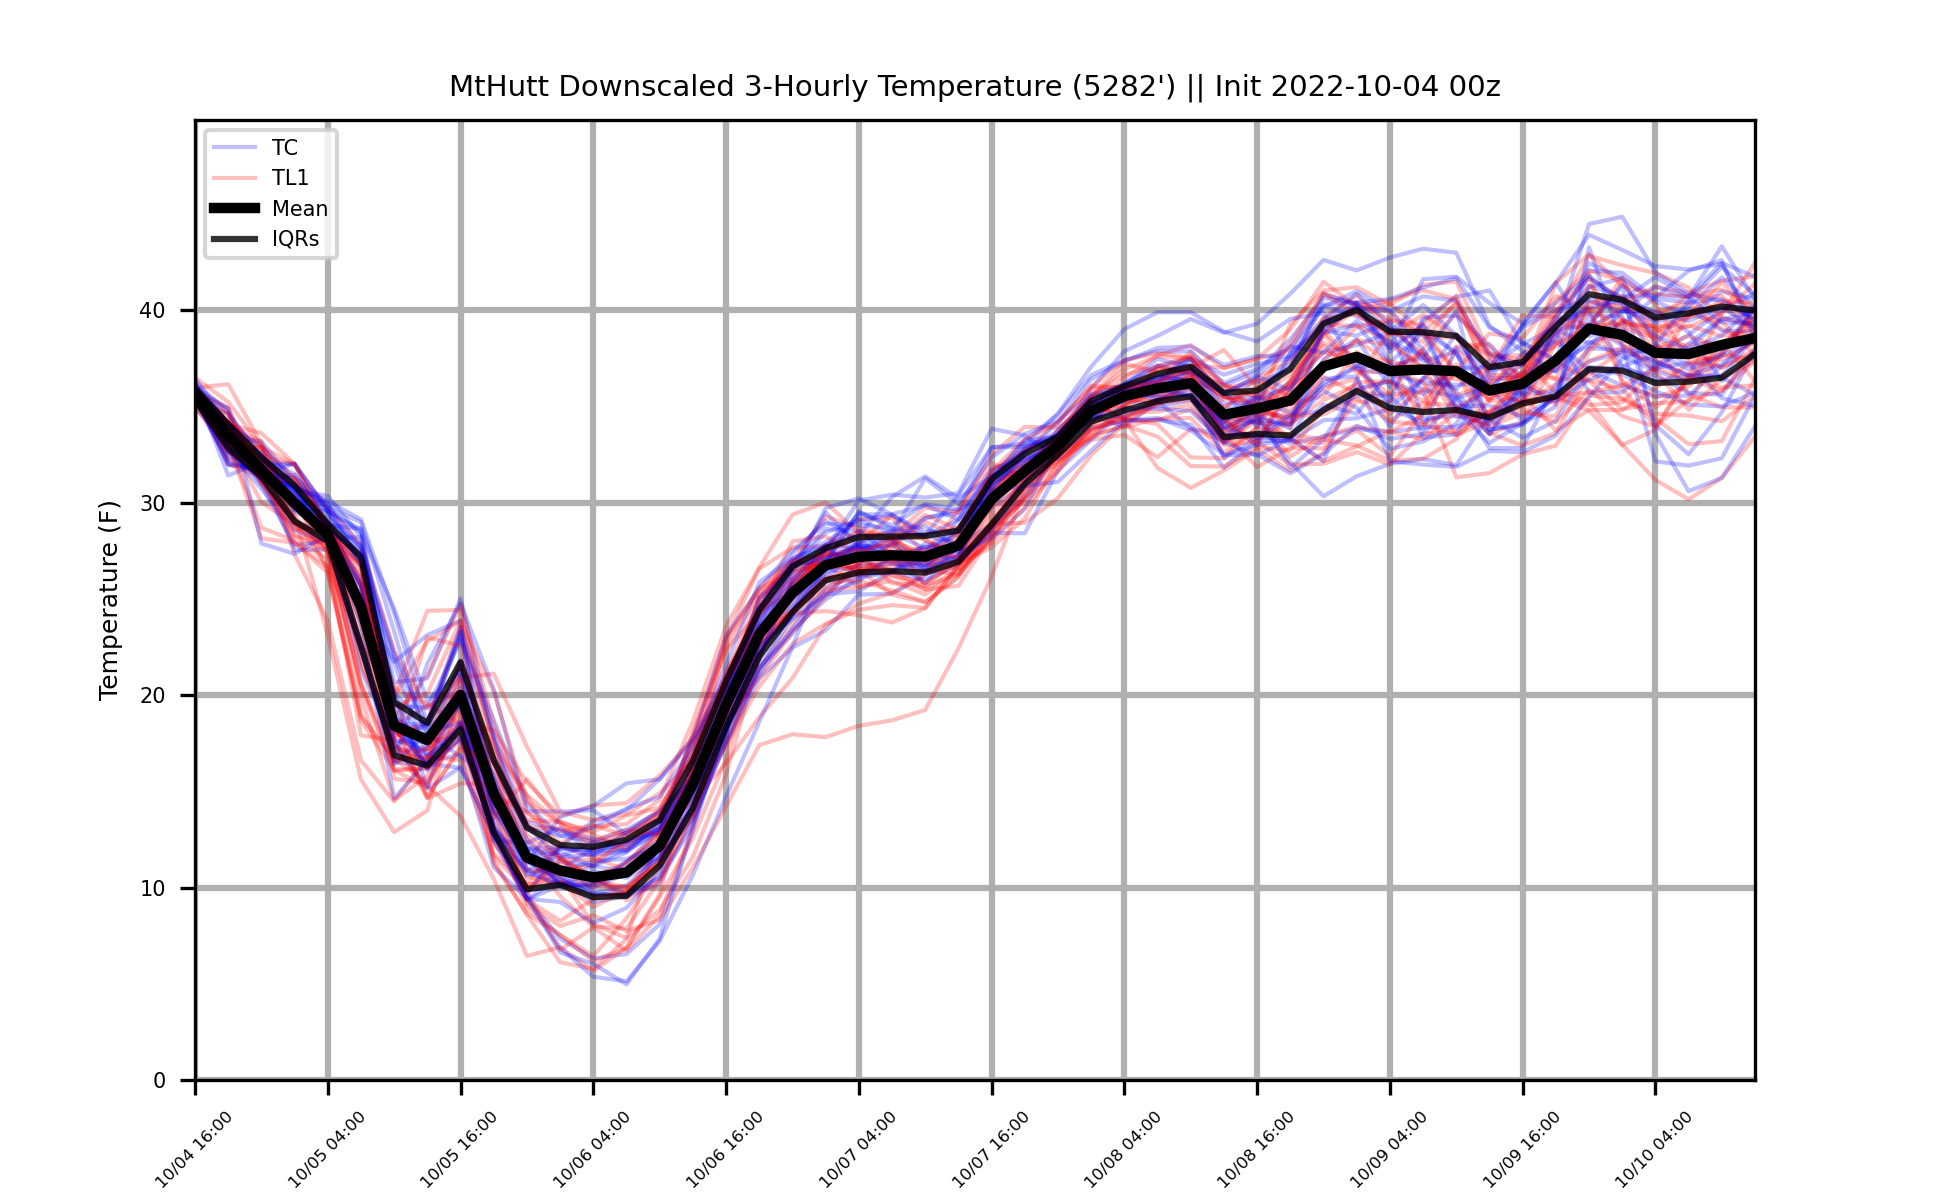 MtHutt Downscaled 3-Hourly Temperature (5282') || Init 2022-10-04 00z
TC
TL1
Mean
IQRs
Temperature (F)
40
30
20
10
0
10/04 16:00
10/05 04:00
10/05 16:00
10/06 04:00
10/06 16:00
10/07 04:00
10/07 16:00
10/08 04:00
10/08 16:00
10/09 04:00
10/09 16:00
10/10 04:00